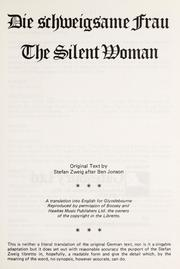 Die schweigsame Frau
The Silent Woman
Original Text by
Stefan Zweig after Ben Jonson
* * *
A translation into English for Glyndebourne
Reproduced by permission of Boosey and
Hawkes Music Publishers Ltd. the owners
of the copyright in the Libretto.
* * *
This is neither a literal translation of the original German text, nor is it a singable
adaptation but it does set out with reasonable accuracy the purport of the Stefan
Zweig libretto in, hopefully, a readable form and give the detail which, by the
meaning of the word, no synopsis, however accurate, can do.